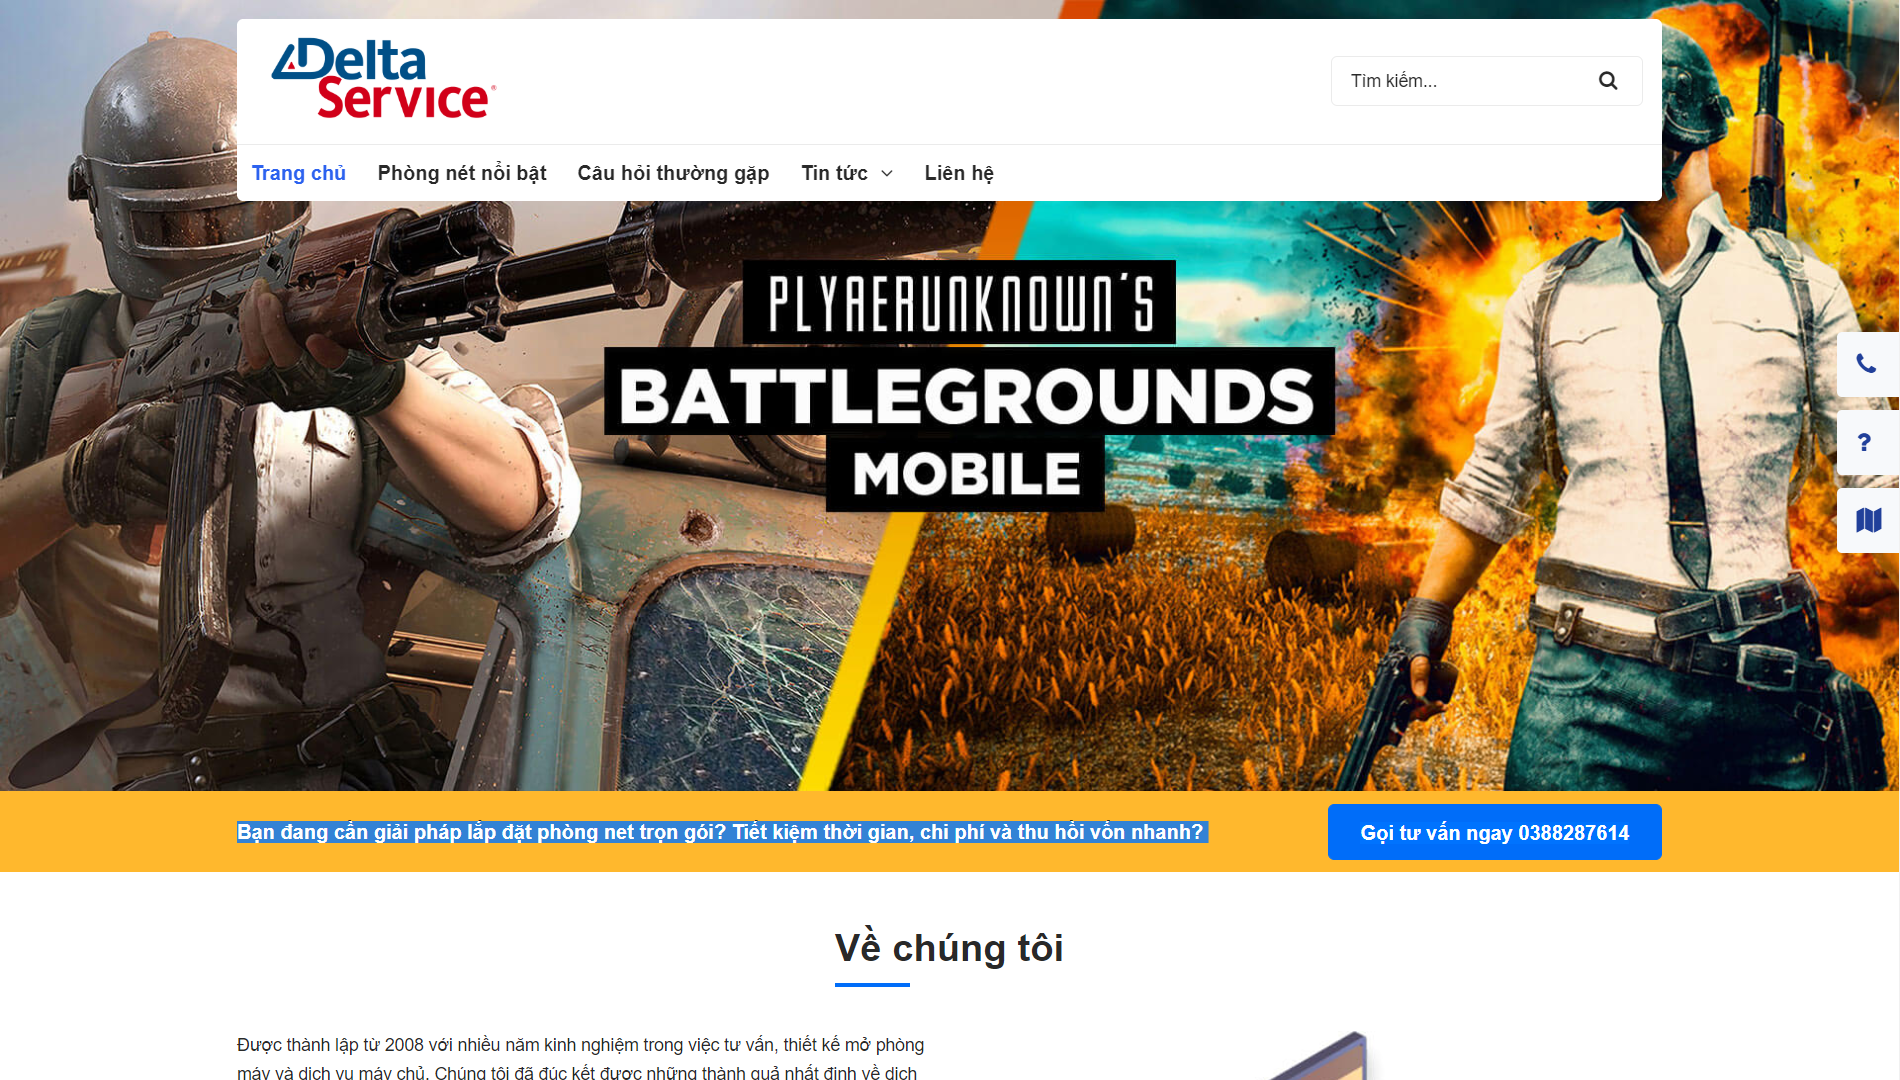 Delta
Service
Tìm kiếm...
Trang chủ
Phòng nét nổi bật
Câu hỏi thường gặp
Tin tức
Liên hệ
PLYAERUNKNOWN'S
BATTLEGROUNDS
MOBILE
?
Bạn đang cần giải pháp lắp đặt phòng net trọn gói? Tiết kiệm thời gian, chi phí và thu hồi vốn nhanh?
Gọi tư vấn ngay 0388287614
Về chúng tôi
Được thành lập từ 2008 với nhiều năm kinh nghiệm trong việc tư vấn, thiết kế mở phòng
máy và dịch vụ máy chủ. Chúng tôi đã đúc kết được những thành quả nhất định về dịch